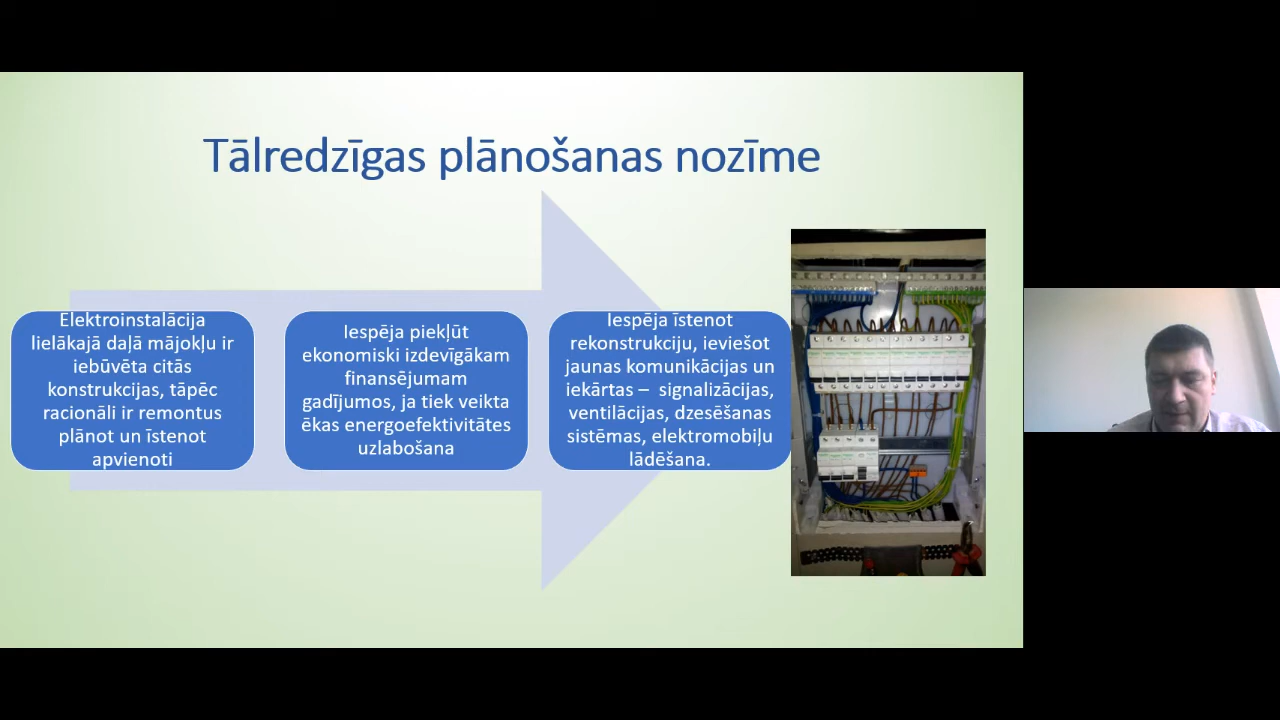 Tālredzīgas plānošanas nozīme
Elektroinstalācija
lielākajā daļā mājokļu ir
iebūvēta citās
konstrukcijas, tāpēc
racionāli ir remontus
plānot un īstenot
apvienoti
Iespēja piekļūt
ekonomiski izdevīgākam
finansējumam
gadījumos, ja tiek veikta
ēkas energoefektivitātes
uzlabošana
Iespēja īstenot
rekonstrukciju, ieviešot
jaunas komunikācijas un
iekārtas – signalizācijas,
ventilācijas, dzesēšanas
sistēmas, elektromobiļu
lādēšana.